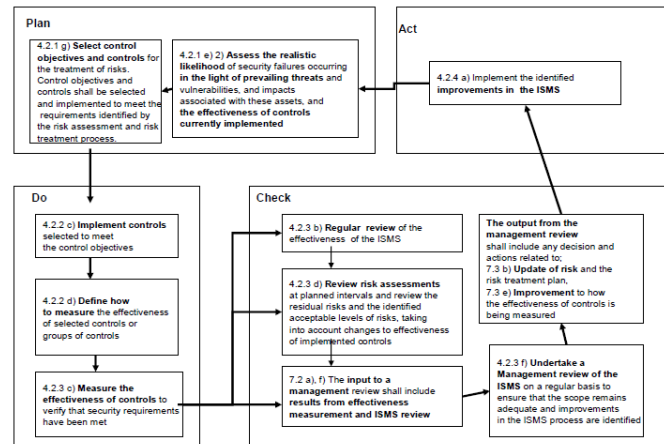 Plan
4.2.1 g) Select control
objectives and controls for
the treatment of risks.
Control objectives and
controls shall be selected
and implemented to meet the
requirements identified by
the risk assessment and risk
treatment process.
4.2.1 e) 2) Assess the realistic
likelihood of security failures occurring
in the light of prevailing threats and
vulnerabilities, and impacts
associated with these assets, and
the effectiveness of controls
currently implemented
Act
4.2.4 a) Implement the identified
improvements in the ISMS
Do
4.2.2 c) Implement controls
selected to meet
the control objectives
4.2.2 d) Define how
to measure the effectiveness
of selected controls or
groups of controls
4.2.3 c) Measure the
effectiveness of controls to
verify that security requirements
have been met
Check
4.2.3 b) Regular review of the
effectiveness of the ISMS
4.2.3 d) Review risk assessments
at planned intervals and review the
residual risks and the identified
acceptable levels of risks, taking
into account changes to effectiveness
of implemented controls
7.2 a), f) The input to a
management review shall include
results from effectiveness
measurement and ISMS review
The output from the
management review
shall include any decision and
actions related to;
7.3 b) Update of risk and the
risk treatment plan,
7.3 e) Improvement to how
the effectiveness of controls is
being measured
4.2.3 f) Undertake a
Management review of the
ISMS on a regular basis to
ensure that the scope remains
adequate and improvements
in the ISMS process are identified